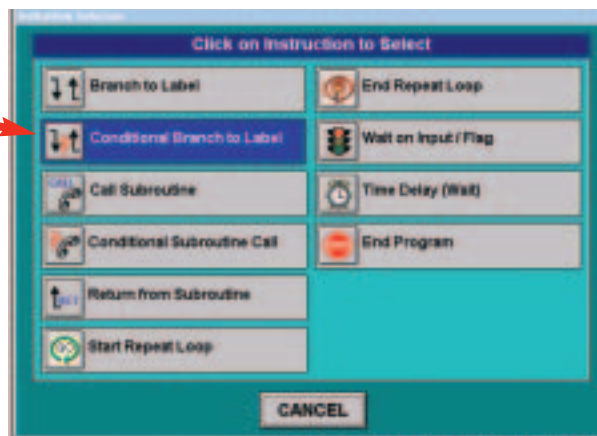 Click on Instruction to Select
Branch to Label
Conditional Branch to Label
Call Subroutine
Conditional Subroutine Call
Return from Subroutine
Start Repeat Loop
End Repeat Loop
Wait on Input / Flag
Time Delay (Wait)
End Program
CANCEL